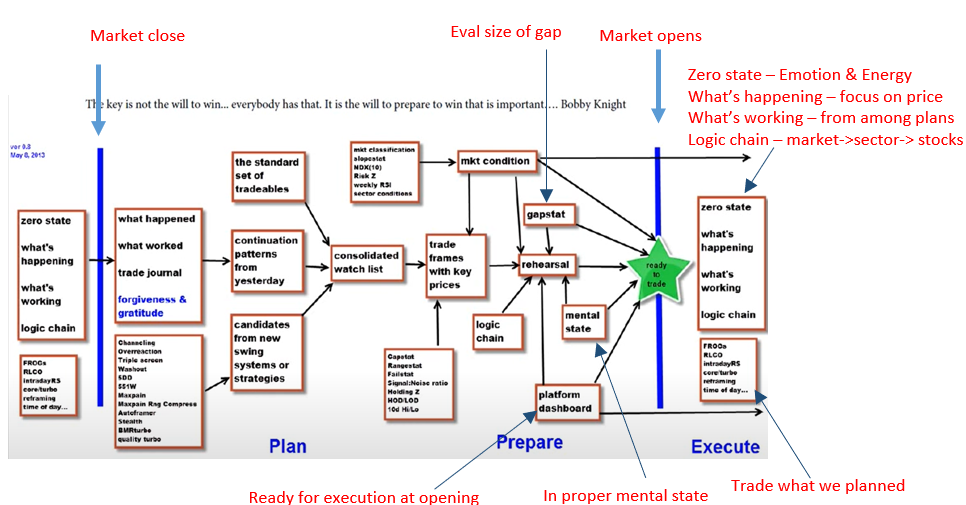 Market close
Eval size of gap
Market opens
Zero state – Emotion & Energy
What's happening – focus on price
What's working – from among plans
Logic chain – market->sector-> stocks
The key is not the will to win... everybody has that. It is the will to prepare to win that is important.... Bobby Knight
ver 9.8
May 8, 2013
zero state
what's
happening
what's
working
logic chain
FROGs
RLCO
intradayRS
core/turbo
reframing
time of day...
what happened
what worked
trade journal
forgiveness &
gratitude
Channeling
Overreaction
Triple screen
Washout
5DD
551W
Maxpain
Maxpain Rng Compress
Autoframer
Stealth
BMRturbo
quality turbo
the standard
set of
tradeables
continuation
patterns
from
yesterday
candidates
from new
swing
systems or
strategies
consolidated
watch list
mkt classification
slopestat
NDX(10)
Risk Z
weekly RSI
sector conditions
mkt condition
trade
frames
with key
prices
Gapstat
Rangestat
Failstat
Signal:Noise ratio
Holding Z
HOD/LOD
10d Hi/Lo
gapstat
rehearsal
logic
chain
mental
state
platform
dashboard
ready
to
trade
zero state
what's
happening
what's
working
logic chain
FROGs
RLCO
intradayRS
core/turbo
reframing
time of day...
Plan
Prepare
Execute
Ready for execution at opening
In proper mental state
Trade what we planned